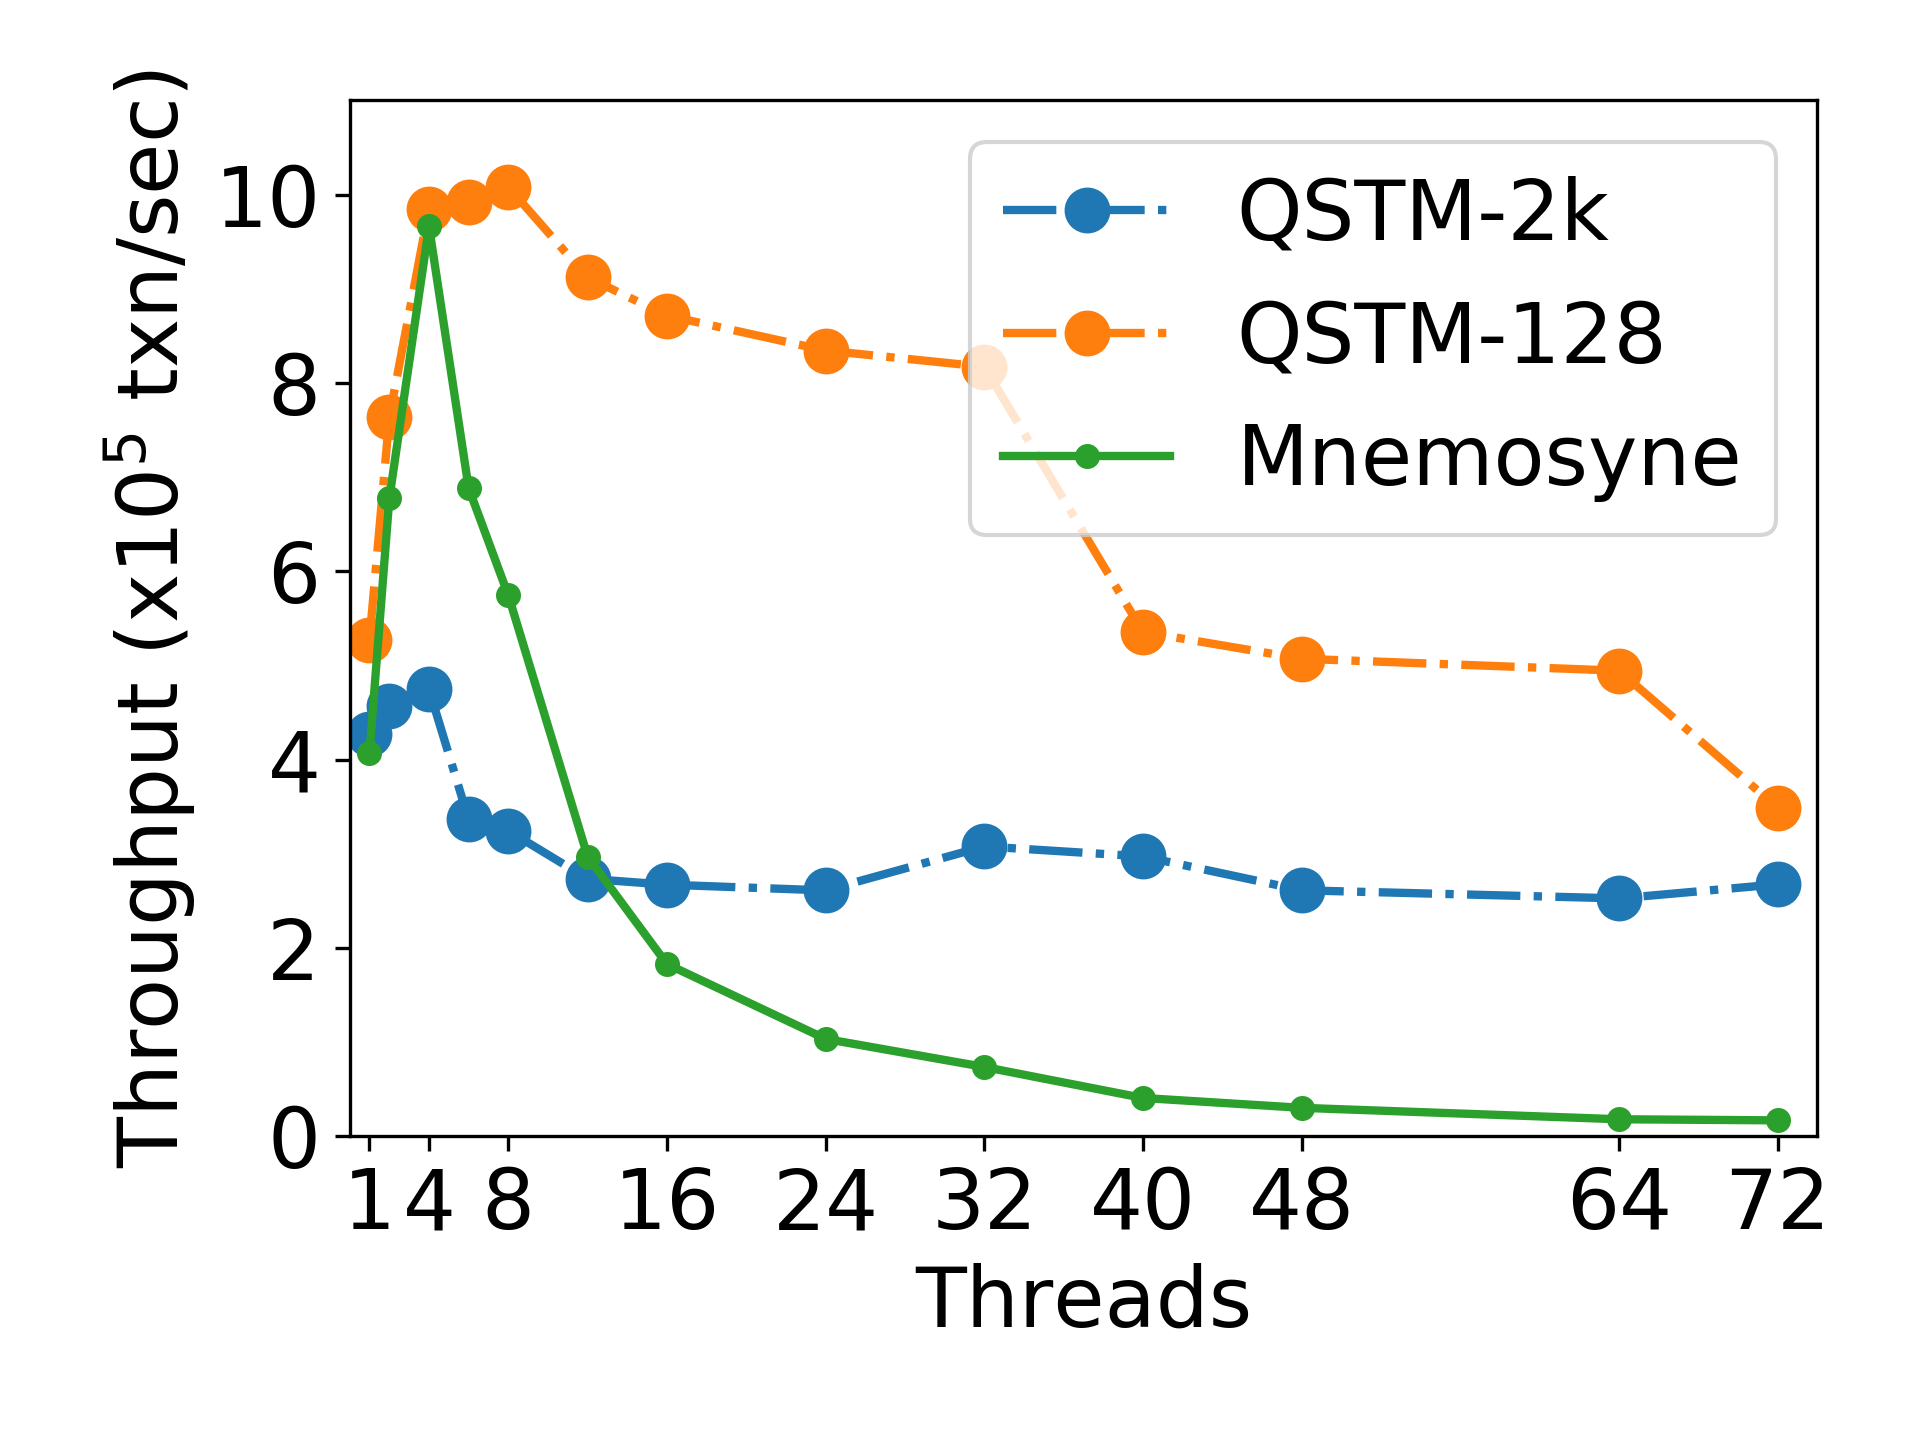 Throughput (x10⁵ txn/sec)
10
8
6
4
2
0
QSTM-2k
QSTM-128
Mnemosyne
1 4 8 16 24 32 40 48 64 72
Threads